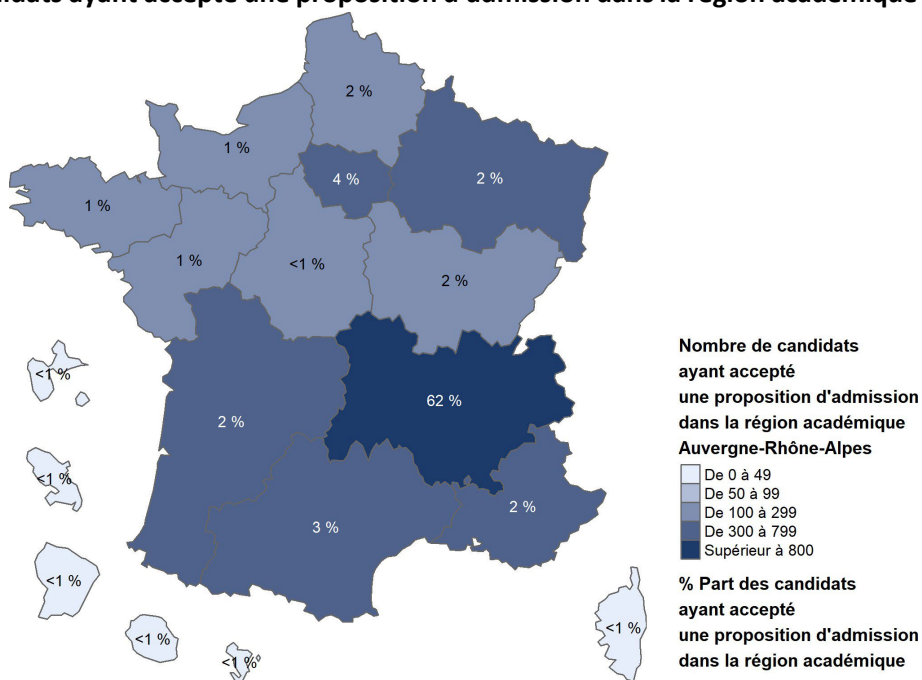 didats ayant accepté une proposition d'admission dans la région académique
2 %
1 %
4 %
2 %
1 %
1 %
<1 %
2 %
<1 %
62 %
2 %
<1 %
3 %
2 %
<1 %
<1 %
<1 %
<1 %
Nombre de candidats
ayant accepté
une proposition d'admission
dans la région académique
Auvergne-Rhône-Alpes
De 0 à 49
De 50 à 99
De 100 à 299
De 300 à 799
Supérieur à 800
% Part des candidats
ayant accepté
une proposition d'admission
dans la région académique